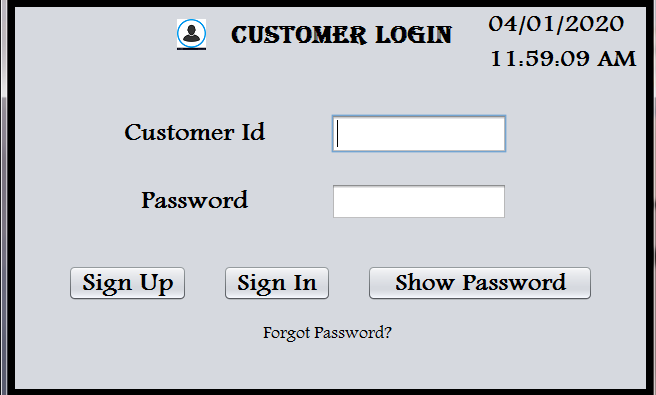 CUSTOMER LOGIN
04/01/2020
11:59:09 AM
Customer Id
Password
Sign Up
Sign In
Show Password
Forgot Password?